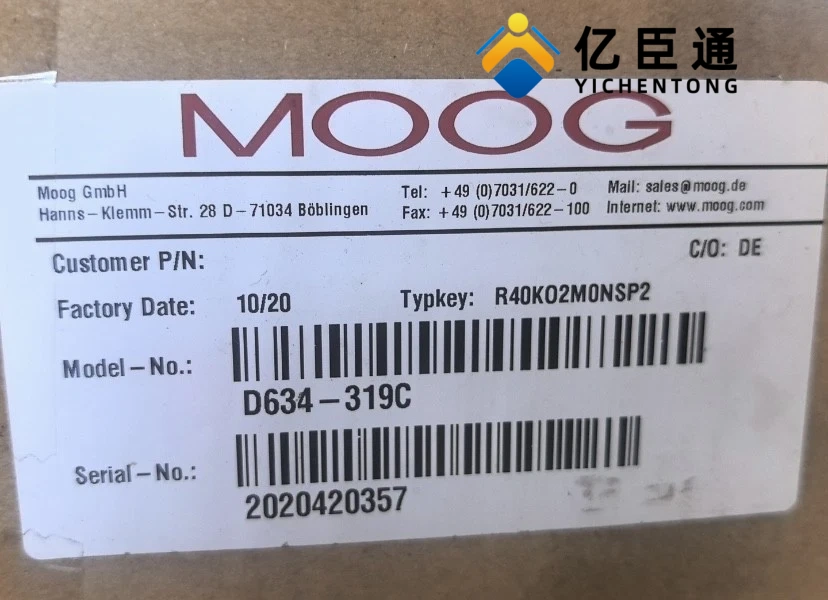 亿臣通
YICHENTONG
MOOG
Moog GmbH
Hanns-Klemm-Str. 28 D-71034 Böblingen
Tel: +49 (0)7031/622-0
Fax: +49 (0)7031/622-100
Mail: sales@moog.de
Internet: www.moog.com
Customer P/N:
C/O: DE
Factory Date: 10/20 Typkey: R40KO2M0NSP2
Model-No.:
D634-319C
Serial-No.:
2020420357